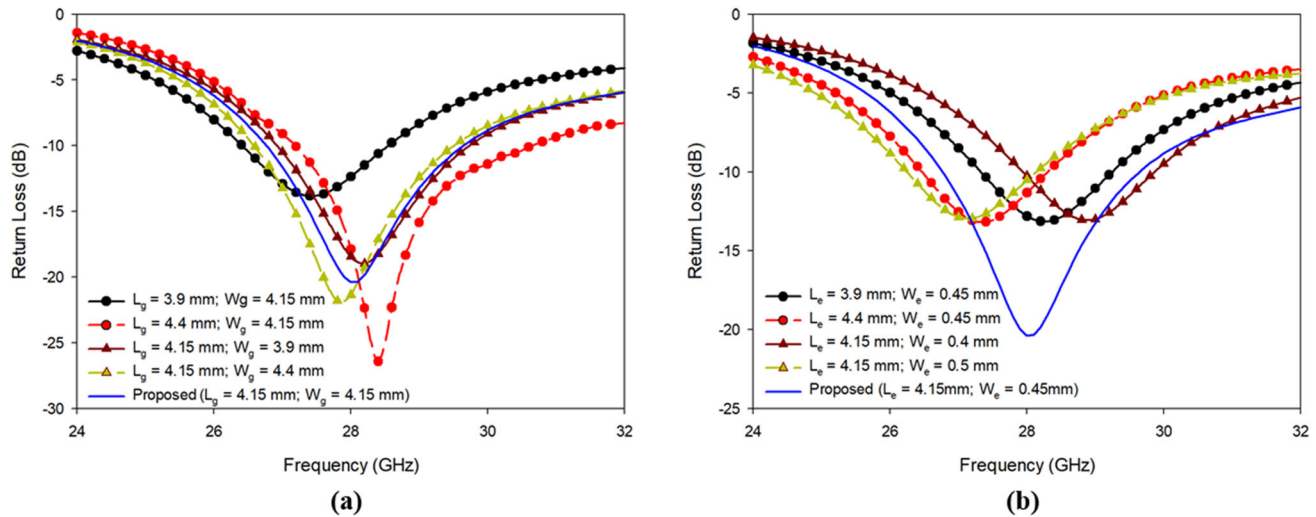 0
-5
-10
-15
-20
-25
-30
Return Loss (dB)
L_g = 3.9 mm; Wg = 4.15 mm
L_g = 4.4 mm; W_g = 4.15 mm
L_g = 4.15 mm; W_g = 3.9 mm
L_g = 4.15 mm; W_g = 4.4 mm
Proposed (L_g = 4.15 mm; W_g = 4.15 mm)
24 26 28 30 32
Frequency (GHz)
(a)
0
-5
-10
-15
-20
-25
Return Loss (dB)
L_e = 3.9 mm; W_e = 0.45 mm
L_e = 4.4 mm; W_e = 0.45 mm
L_e = 4.15 mm; W_e = 0.4 mm
L_e = 4.15 mm; W_e = 0.5 mm
Proposed (L_e = 4.15mm; W_e = 0.45mm)
24 26 28 30 32
Frequency (GHz)
(b)